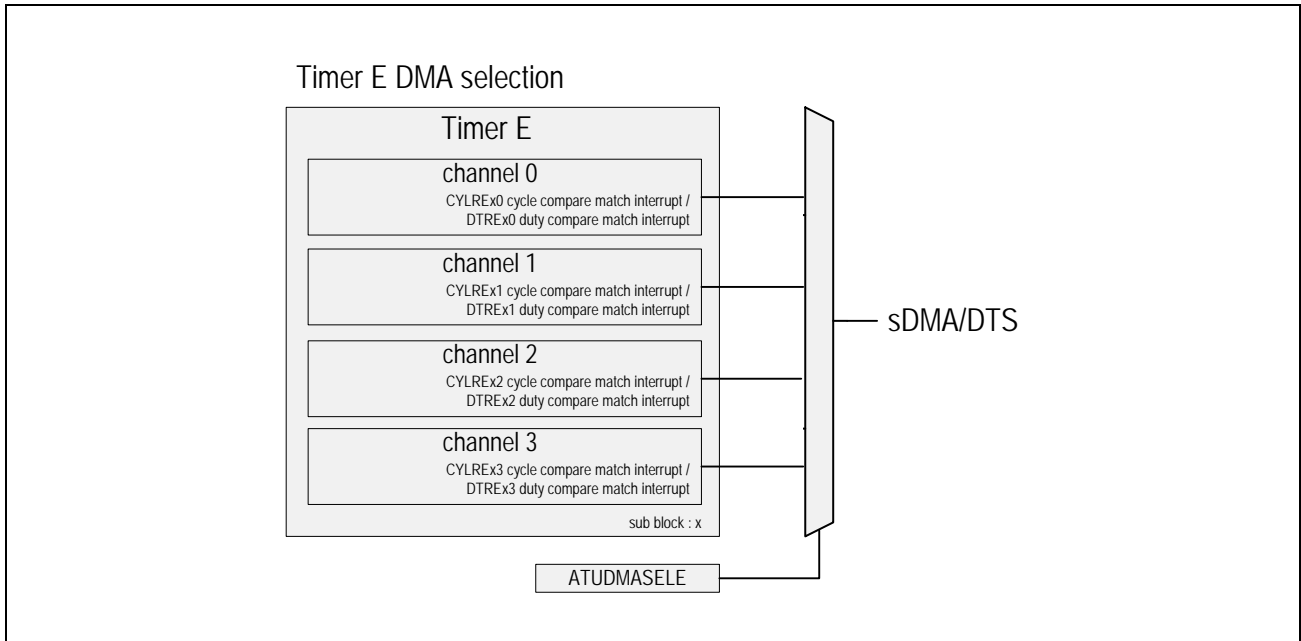 Timer E DMA selection
Timer E
channel 0
CYLREx0 cycle compare match interrupt /
DTREx0 duty compare match interrupt
channel 1
CYLREx1 cycle compare match interrupt /
DTREx1 duty compare match interrupt
channel 2
CYLREx2 cycle compare match interrupt /
DTREx2 duty compare match interrupt
channel 3
CYLREx3 cycle compare match interrupt /
DTREx3 duty compare match interrupt
sub block : x
sDMA/DTS
ATUDMASELE